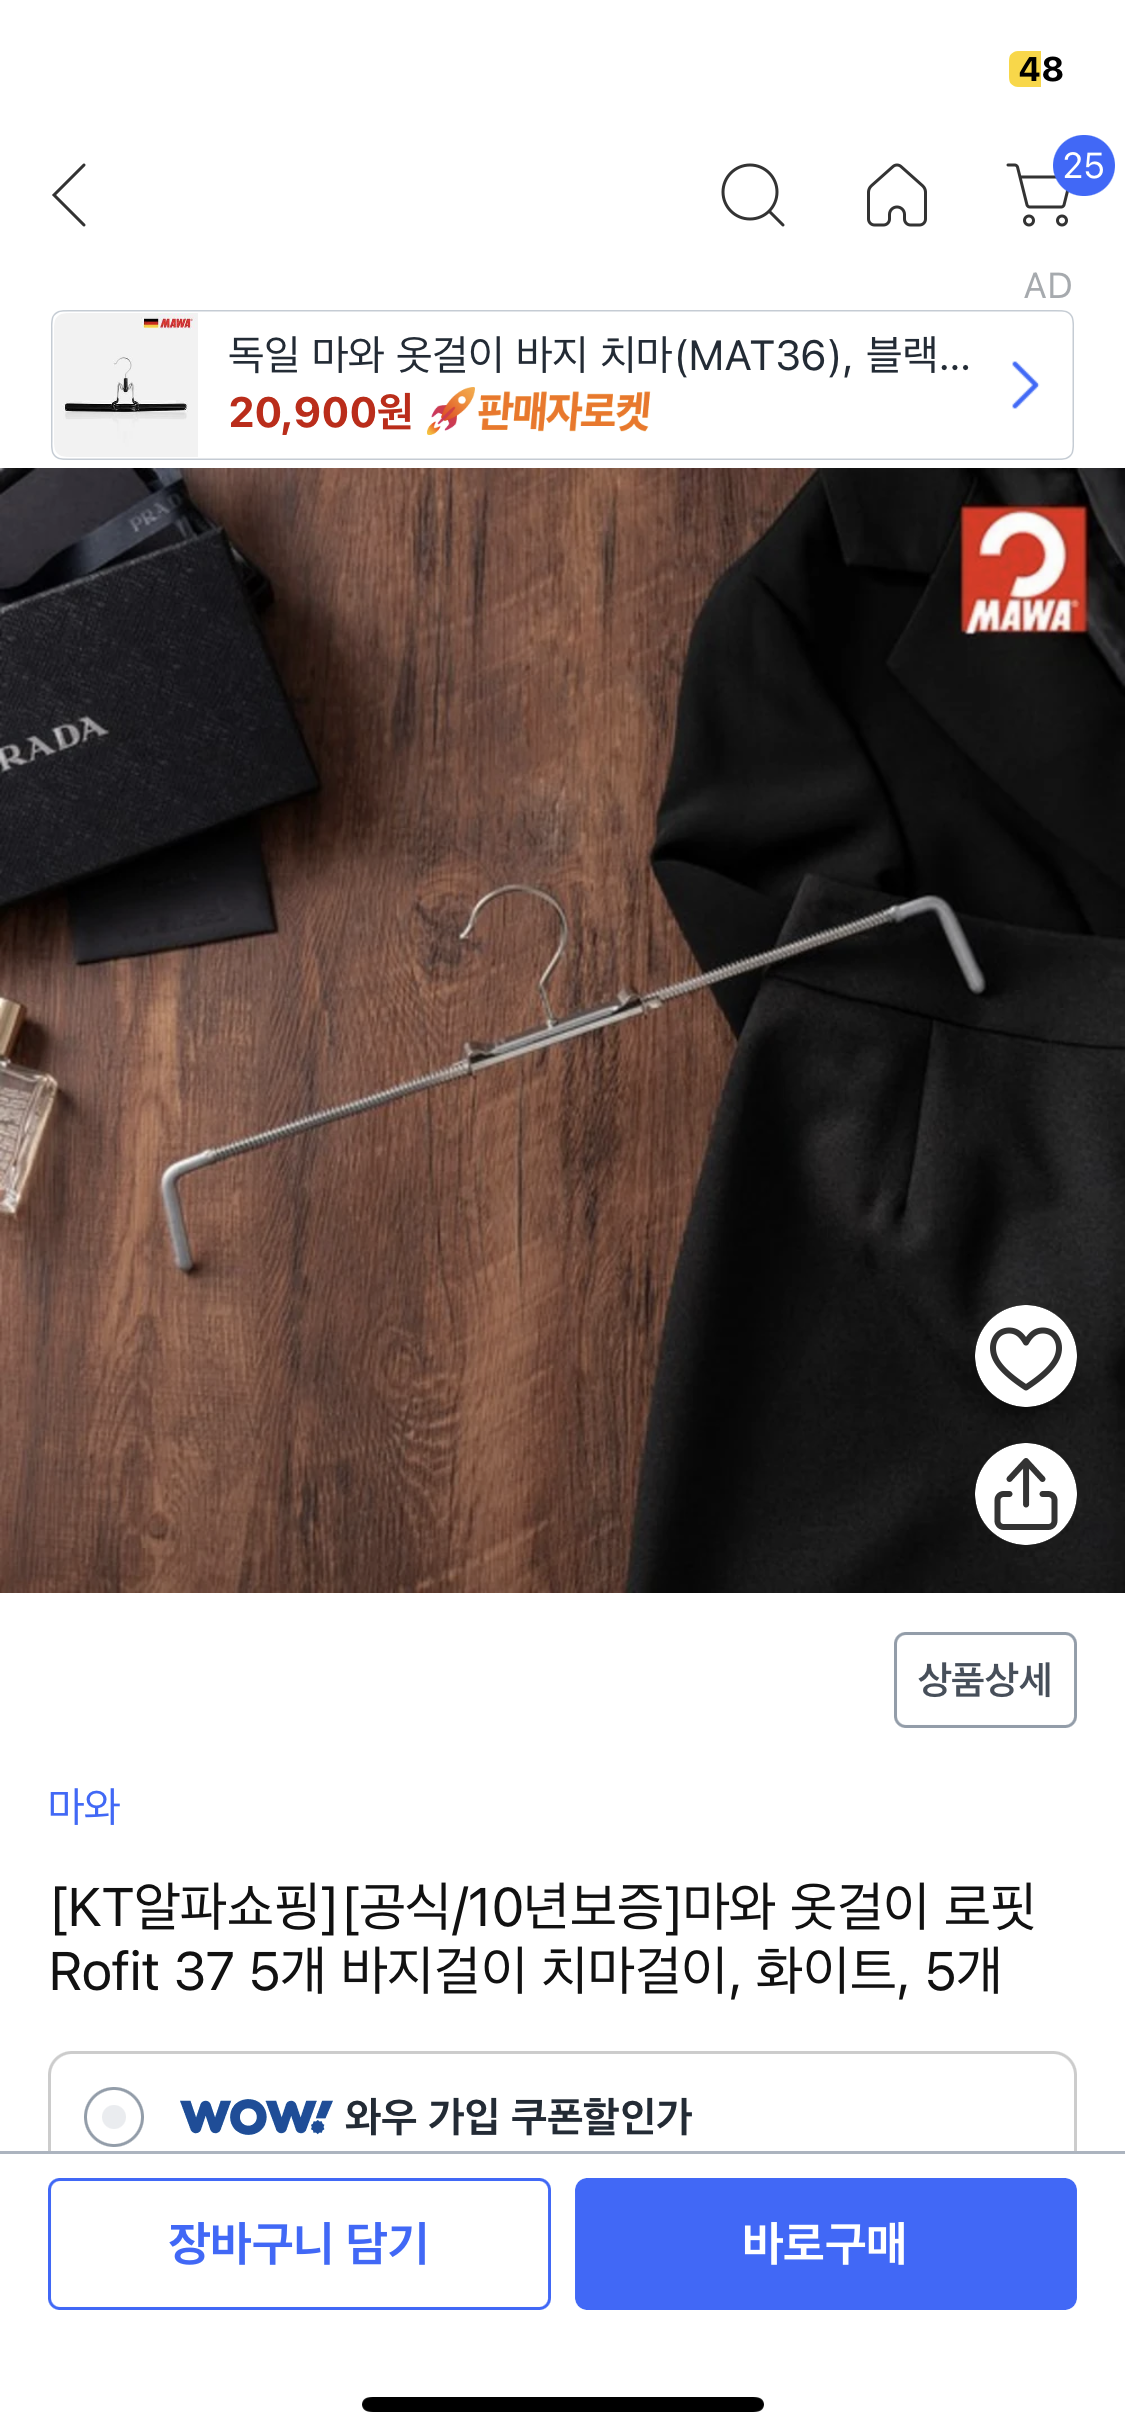 48
25
AD
MAWA
독일 마와 옷걸이 바지 치마(MAT36), 블랙...
20,900원 판매자로켓
PRADA
MAWA
RADA
상품상세
마와
[KT알파쇼핑][공식/10년보증]마와 옷걸이 로핏
Rofit 37 5개 바지걸이 치마걸이, 화이트, 5개
WOW! 와우 가입 쿠폰할인가
장바구니 담기
바로구매